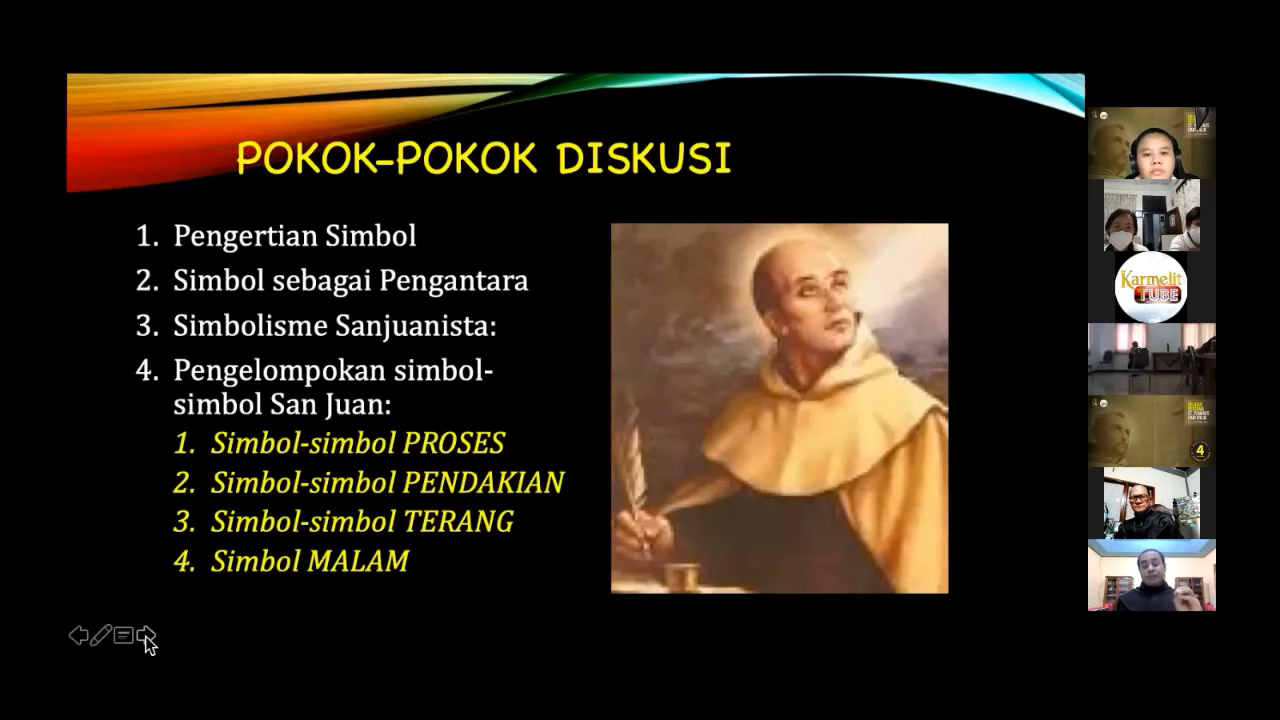 POKOK-POKOK DISKUSI
1. Pengertian Simbol
2. Simbol sebagai Pengantara
3. Simbolisme Sanjuanista:
4. Pengelompokan simbol-
simbol San Juan:
1. Simbol-simbol PROSES
2. Simbol-simbol PENDAKIAN
3. Simbol-simbol TERANG
4. Simbol MALAM
Karmelit
TUBE
4